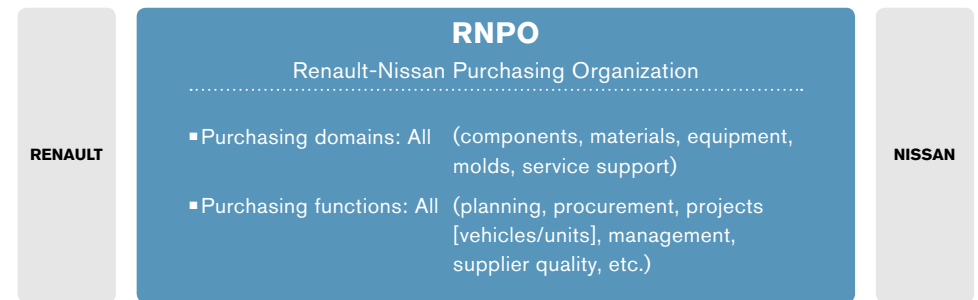 RENAULT
RNPO
Renault-Nissan Purchasing Organization
■Purchasing domains: All (components, materials, equipment,
molds, service support)
■Purchasing functions: All (planning, procurement, projects
[vehicles/units], management,
supplier quality, etc.)
NISSAN